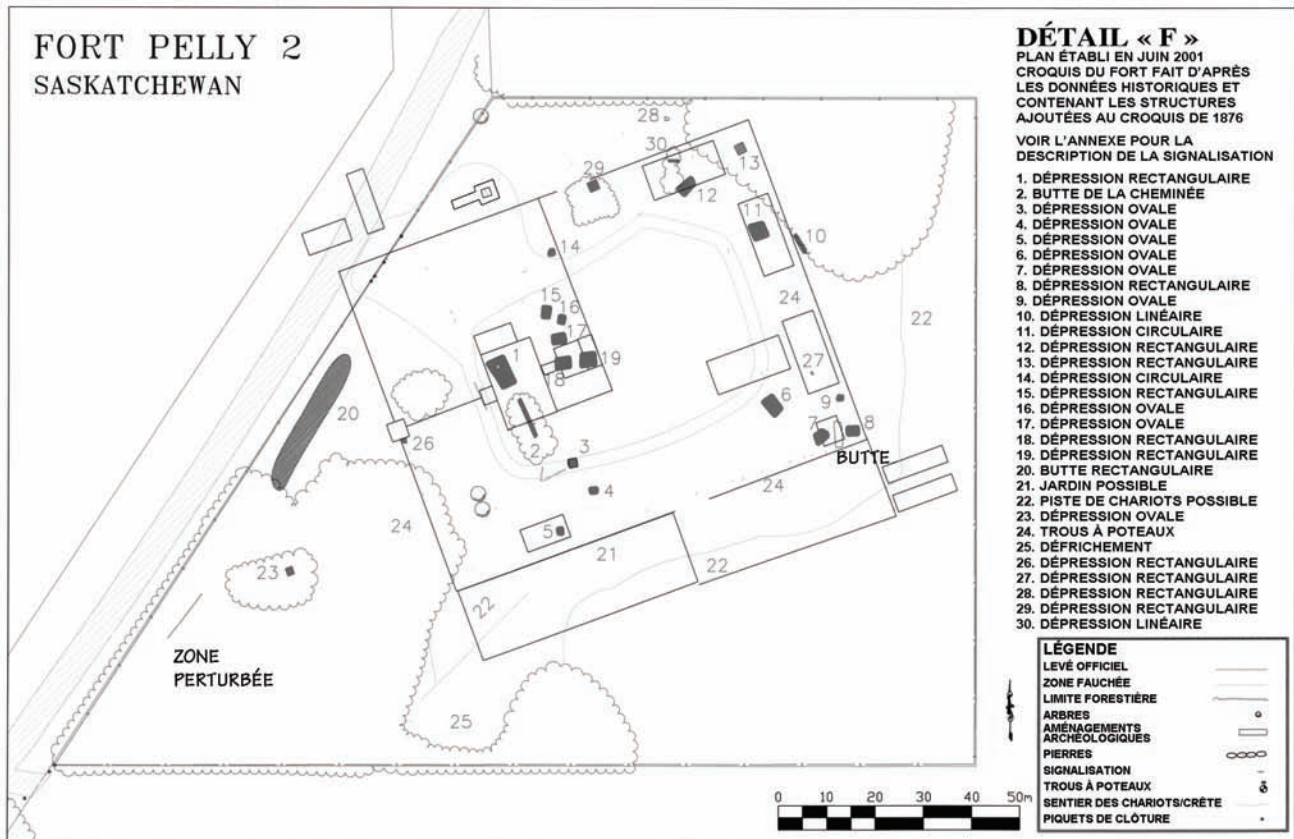 FORT PELLY 2
SASKATCHEWAN
DÉTAIL « F »
PLAN ÉTABLI EN JUIN 2001
CROQUIS DU FORT FAIT D'APRÈS
LES DONNÉES HISTORIQUES ET
CONTENANT LES STRUCTURES
AJOUTÉES AU CROQUIS DE 1876
VOIR L'ANNEXE POUR LA
DESCRIPTION DE LA SIGNALISATION
1. DÉPRESSION RECTANGULAIRE
2. BUTTE DE LA CHEMINÉE
3. DÉPRESSION OVALE
4. DÉPRESSION OVALE
5. DÉPRESSION OVALE
6. DÉPRESSION OVALE
7. DÉPRESSION OVALE
8. DÉPRESSION RECTANGULAIRE
9. DÉPRESSION OVALE
10. DÉPRESSION LINÉAIRE
11. DÉPRESSION CIRCULAIRE
12. DÉPRESSION RECTANGULAIRE
13. DÉPRESSION RECTANGULAIRE
14. DÉPRESSION CIRCULAIRE
15. DÉPRESSION RECTANGULAIRE
16. DÉPRESSION OVALE
17. DÉPRESSION OVALE
18. DÉPRESSION RECTANGULAIRE
19. DÉPRESSION RECTANGULAIRE
20. BUTTE RECTANGULAIRE
21. JARDIN POSSIBLE
22. PISTE DE CHARIOTS POSSIBLE
23. DÉPRESSION OVALE
24. TROUS À POTEAUX
25. DÉFRICHEMENT
26. DÉPRESSION RECTANGULAIRE
27. DÉPRESSION RECTANGULAIRE
28. DÉPRESSION RECTANGULAIRE
29. DÉPRESSION RECTANGULAIRE
30. DÉPRESSION LINÉAIRE
LÉGENDE
LEVÉ OFFICIEL
ZONE FAUCHÉE
LIMITE FORESTIÈRE
ARBRES
AMÉNAGEMENTS
ARCHÉOLOGIQUES
PIERRES
SIGNALISATION
TROUS À POTEAUX
SENTIER DES CHARIOTS/CRÊTE
PIQUETS DE CLÔTURE
28
30
13
29
12
11
10
14
24
15
16
22
17
1
19
18
27
20
6
9
26
2
3
7
8
BUTTE
4
24
24
5
21
23
22
22
ZONE
PERTURBÉE
25
0 10 20 30 40 50m